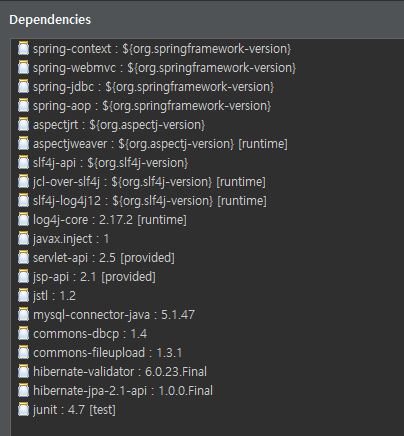 Dependencies
spring-context : ${org.springframework-version}
spring-webmvc : ${org.springframework-version}
spring-jdbc : ${org.springframework-version}
spring-aop : ${org.springframework-version}
aspectjrt : ${org.aspectj-version}
aspectjweaver : ${org.aspectj-version} [runtime]
slf4j-api : ${org.slf4j-version}
jcl-over-slf4j : ${org.slf4j-version} [runtime]
slf4j-log4j12 : ${org.slf4j-version} [runtime]
log4j-core : 2.17.2 [runtime]
javax.inject : 1
servlet-api : 2.5 [provided]
jsp-api : 2.1 [provided]
jstl : 1.2
mysql-connector-java : 5.1.47
commons-dbcp : 1.4
commons-fileupload : 1.3.1
hibernate-validator : 6.0.23.Final
hibernate-jpa-2.1-api : 1.0.0.Final
junit : 4.7 [test]